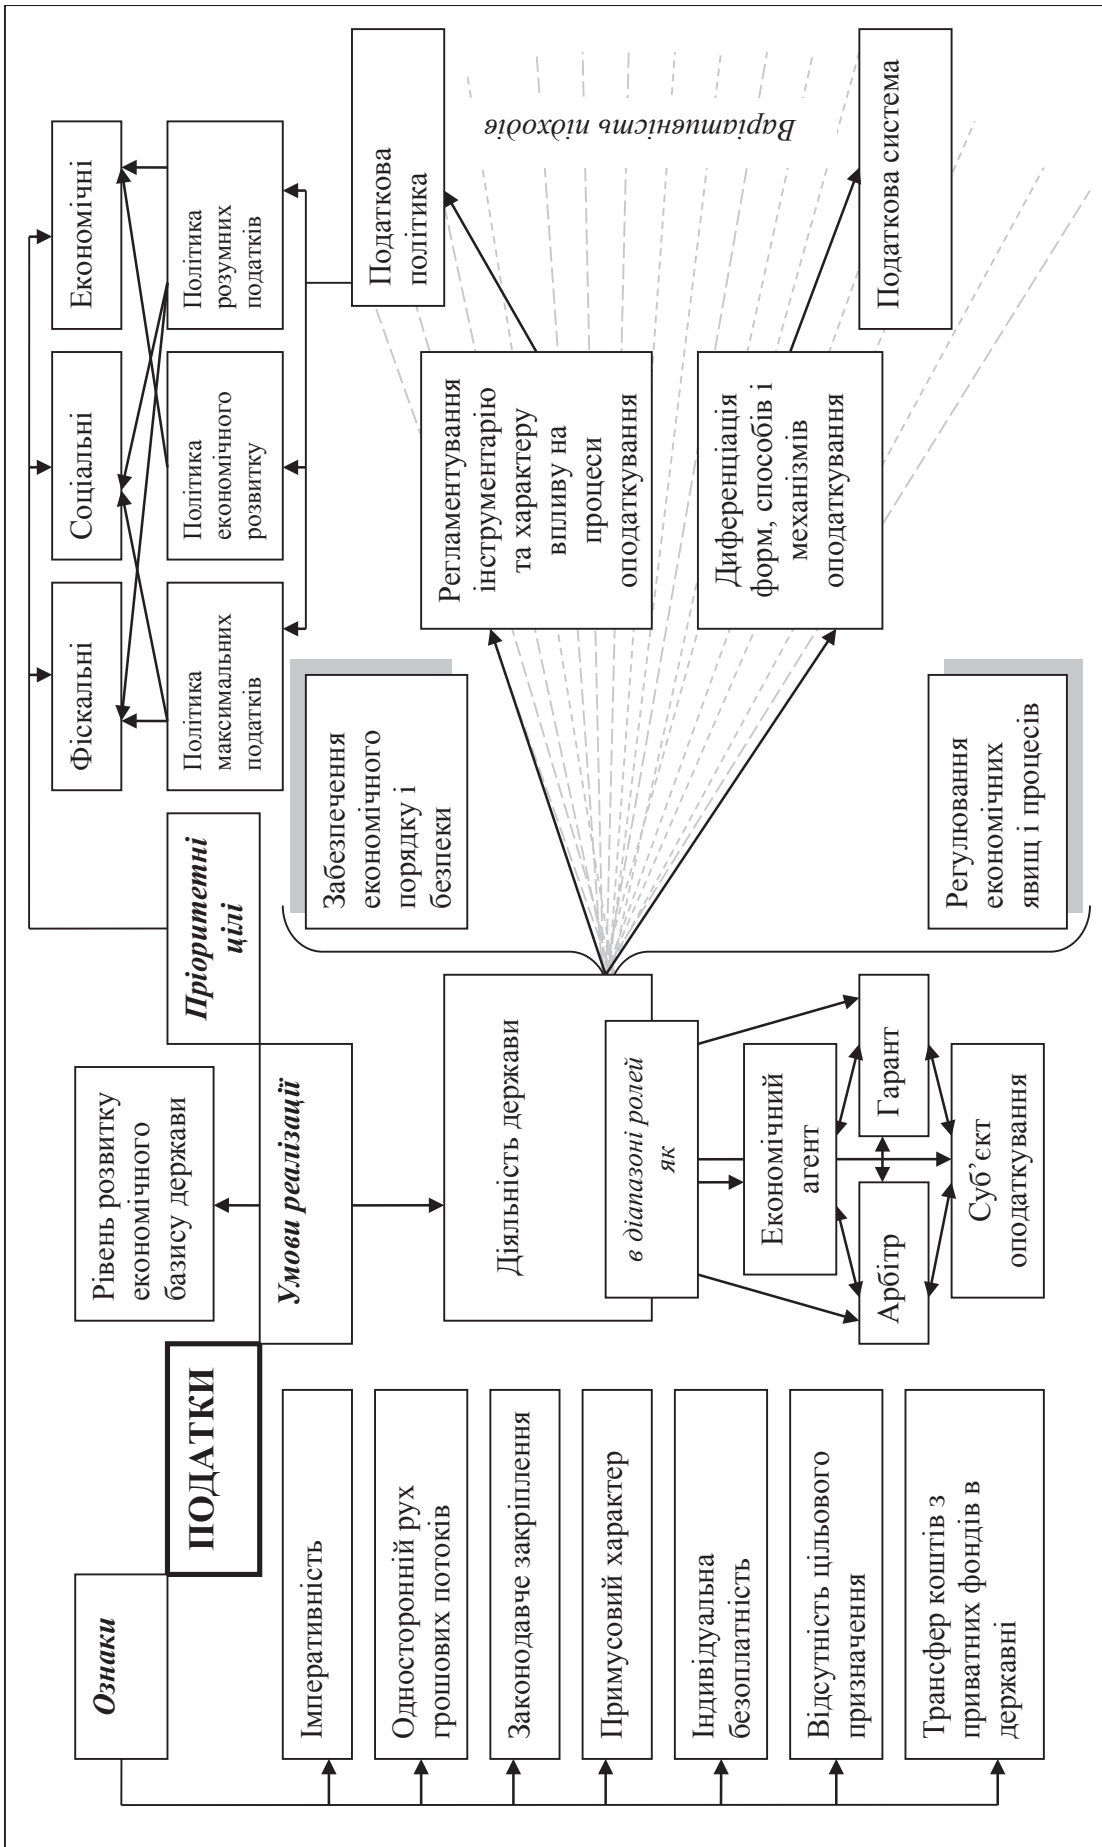 ПОДАТКИ
Ознаки
Імперативність
Односторонній рух
грошових потоків
Законодавче закріплення
Примусовий характер
Індивідуальна
безоплатність
Відсутність цільового
призначення
Трансфер коштів з
приватних фондів в
державні
Умови реалізації
Рівень розвитку
економічного
базису держави
Діяльність держави
в діапазоні ролей
як
Економічний
агент
Арбітр
Гарант
Суб’єкт
оподаткування
Пріоритетні
цілі
Фіскальні
Соціальні
Економічні
Політика
максимальних
податків
Політика
економічного
розвитку
Політика
розумних
податків
Забезпечення
економічного
порядку і
безпеки
Регулювання
економічних
явищ і процесів
Регламентування
інструментарію
та характеру
впливу на
процеси
оподаткування
Диференціація
форм, способів і
механізмів
оподаткування
Податкова
політика
Варіативність підходів
Податкова система